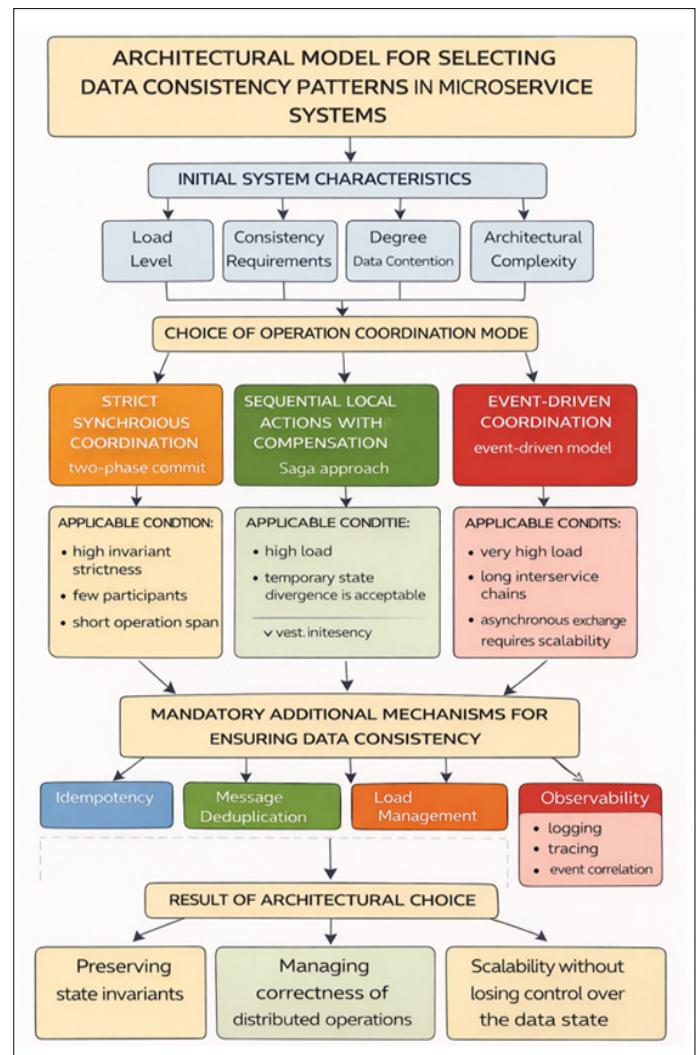 ARCHITECTURAL MODEL FOR SELECTING
DATA CONSISTENCY PATTERNS IN MICROSERVICE
SYSTEMS
INITIAL SYSTEM CHARACTERISTICS
Load
Level
Consistency
Requirements
Degree
Data Contention
Architectural
Complexity
CHOICE OF OPERATION COORDINATION MODE
STRICT
SYNCHROIOUS
COORDINATION
two-phase commit
SEQUENTIAL LOCAL
ACTIONS WITH
COMPENSATION
Saga approach
EVENT-DRIVEN
COORDINATION
event-driven model
APPLICABLE CONDTION:
• high invariant
strictness
• few participants
• short operation span
APPLICABLE CONDITIE:
• high load
• temporary state
divergence is acceptable
v vest. initesency
APPLICABLE CONDITS:
• very high load
• long interservice
chains
• asynchronous exchange
requires scalability
MANDATORY ADDITIONAL MECHANISMS FOR
ENSURING DATA CONSISTENCY
Idempotency
Message
Deduplication
Load
Management
Observability
• logging
• tracing
• event correlation
RESULT OF ARCHITECTURAL CHOICE
Preserving
state invariants
Managing
correctness of
distributed operations
Scalability without
losing control over
the data state